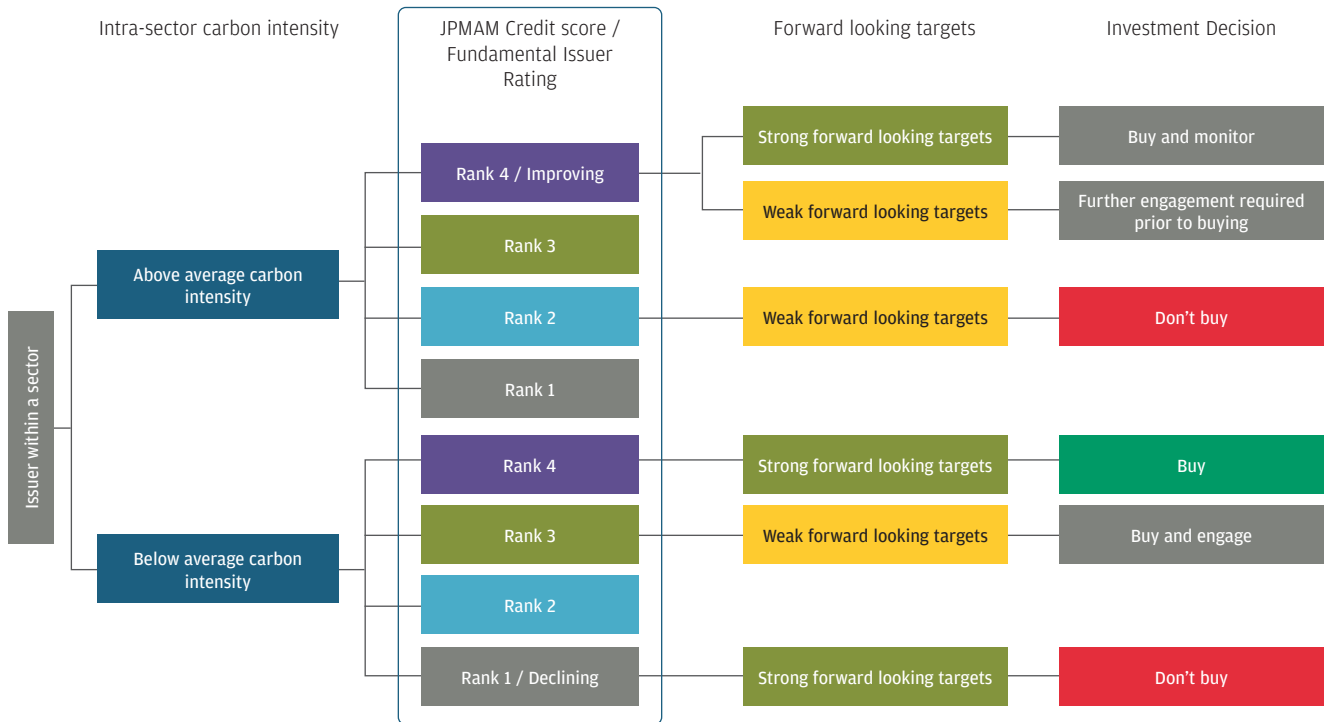 Intra-sector carbon intensity
JPMAM Credit score /
Fundamental Issuer
Rating
Forward looking targets
Investment Decision
Issuer within a sector
Above average carbon
intensity
Rank 4 / Improving
Strong forward looking targets
Buy and monitor
Weak forward looking targets
Further engagement required
prior to buying
Rank 3
Rank 2
Weak forward looking targets
Don’t buy
Rank 1
Below average carbon
intensity
Rank 4
Strong forward looking targets
Buy
Rank 3
Weak forward looking targets
Buy and engage
Rank 2
Rank 1 / Declining
Strong forward looking targets
Don’t buy